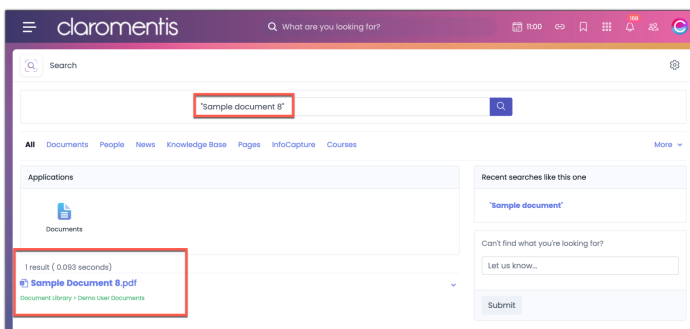 claromentis
What are you looking for?
11:00
168
Search
"Sample document 8"
All Documents People News Knowledge Base Pages InfoCapture Courses More
Applications
Documents
1 result ( 0.093 seconds)
Sample Document 8.pdf
Document Library > Demo User Documents
Recent searches like this one
"Sample document"
Can't find what you're looking for?
Let us know...
Submit